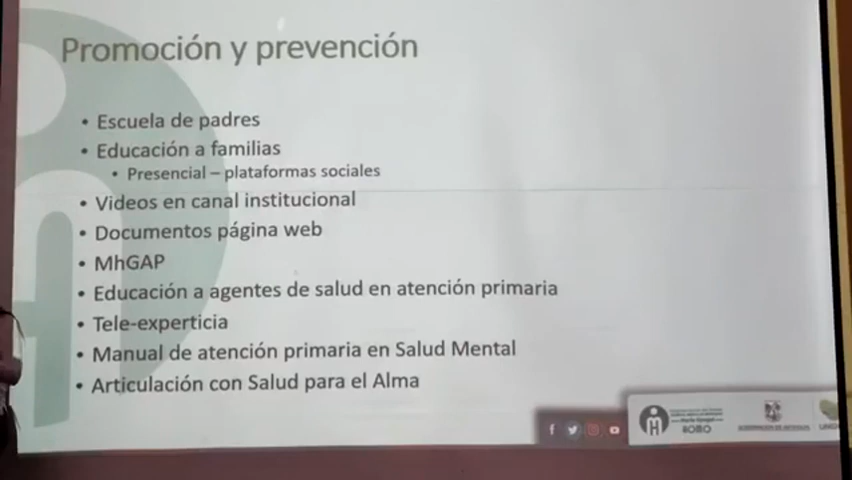 Promoción y prevención
• Escuela de padres
• Educación a familias
• Presencial – plataformas sociales
• Videos en canal institucional
• Documentos página web
• MhGAP
• Educación a agentes de salud en atención primaria
• Tele-experticia
• Manual de atención primaria en Salud Mental
• Articulación con Salud para el Alma